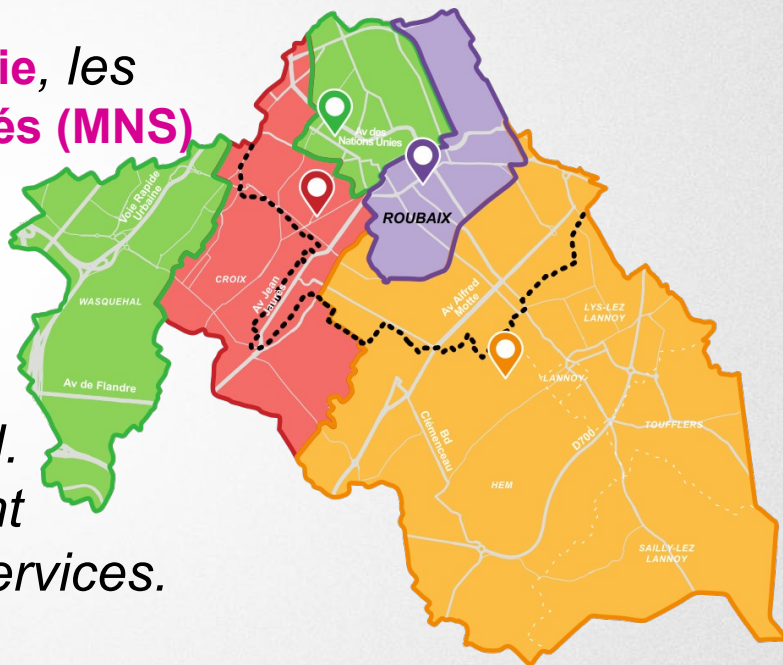 ie, les
és (MNS)
Av des
Nations Unies
ROUBAIX
Voie Rapide
Urbaine
WASQUEHAL
CROIX
Av Jean
Jaurès
Av Alfred
Motte
LYS-LEZ
LANNOY
LANNOY
Av de Flandre
Bd
Clémenceau
D700
TOUFFLERS
l.
HEM
nt
SAILLY-LEZ
LANNOY
ervices.